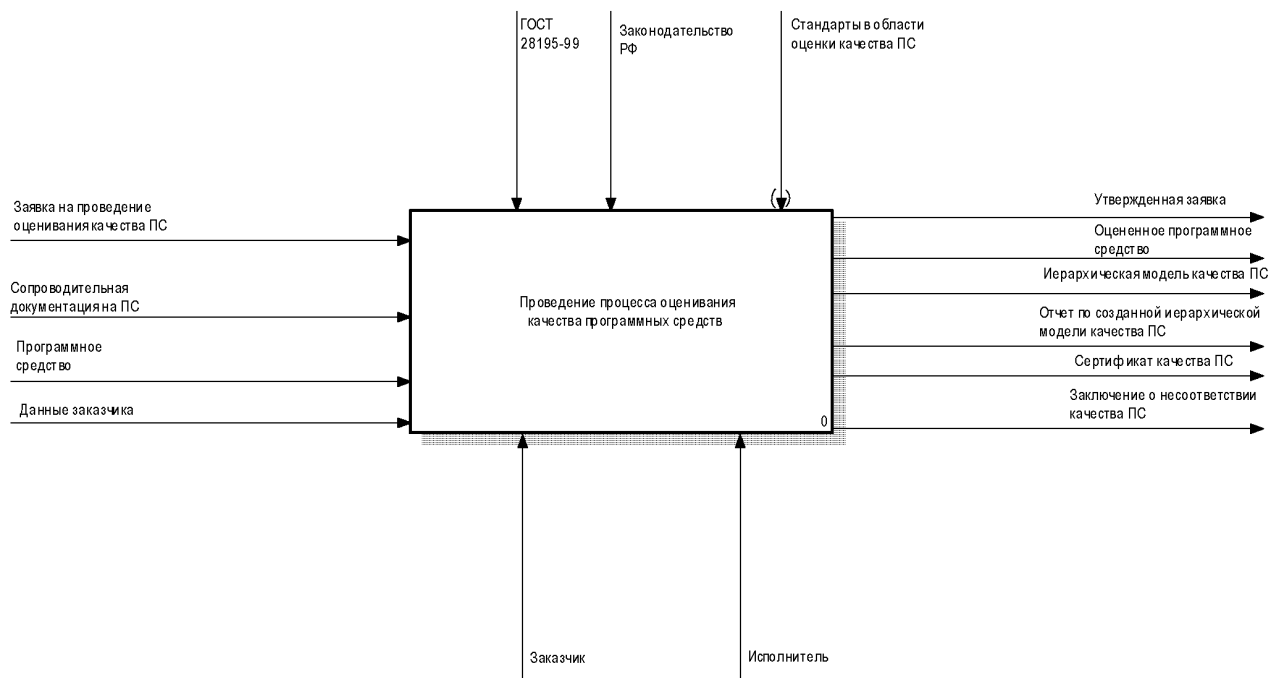 ГОСТ
28195-99
Законодательство
РФ
Стандарты в области
оценки качества ПС
Заявка на проведение
оценивания качества ПС
Сопроводительная
документация на ПС
Программное
средство
Данные заказчика
Проведение процесса оценивания
качества программных средств
0
Утвержденная заявка
Оцененное программное
средство
Иерархическая модель качества ПС
Отчет по созданной иерархической
модели качества ПС
Сертификат качества ПС
Заключение о несоответствии
качества ПС
Заказчик
Исполнитель